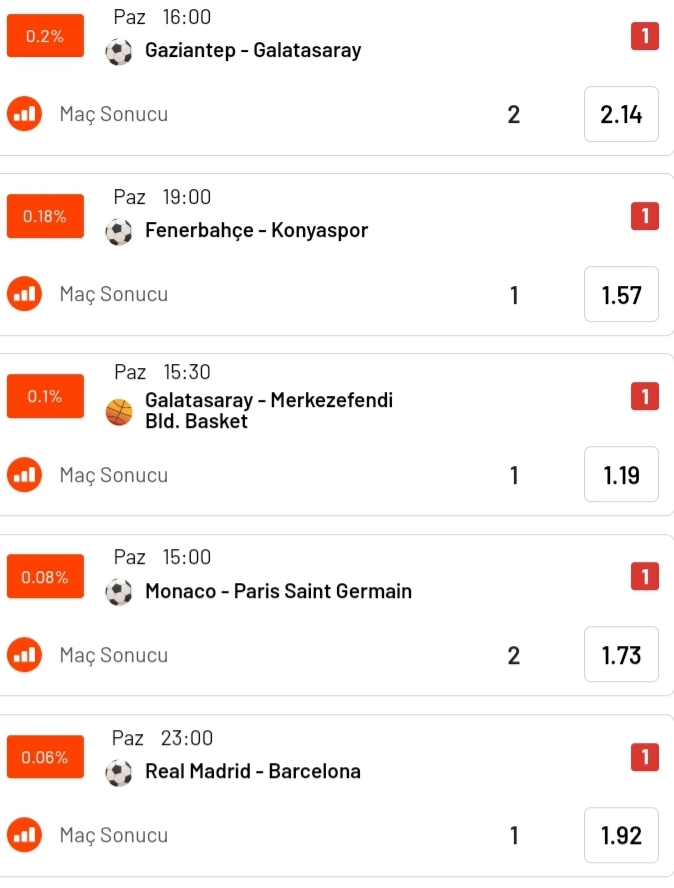 0.2%
Paz 16:00
Gaziantep - Galatasaray
1
Maç Sonucu 2 2.14
0.18%
Paz 19:00
Fenerbahçe - Konyaspor
1
Maç Sonucu 1 1.57
0.1%
Paz 15:30
Galatasaray - Merkezefendi
Bld. Basket
1
Maç Sonucu 1 1.19
0.08%
Paz 15:00
Monaco - Paris Saint Germain
1
Maç Sonucu 2 1.73
0.06%
Paz 23:00
Real Madrid - Barcelona
1
Maç Sonucu 1 1.92